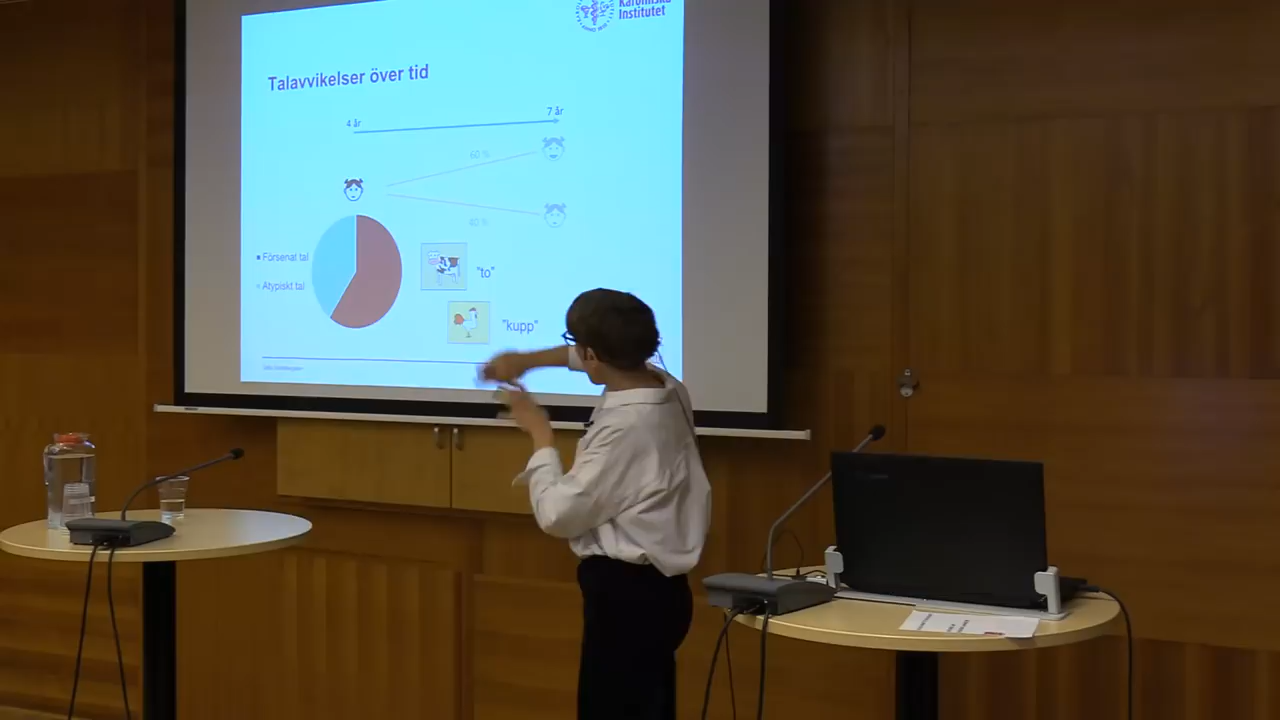 Karolinska
Institutet
Talavvikelser över tid
4 år
7 år
60 %
40 %
Försenat tal
Atypiskt tal
"to"
"kupp"